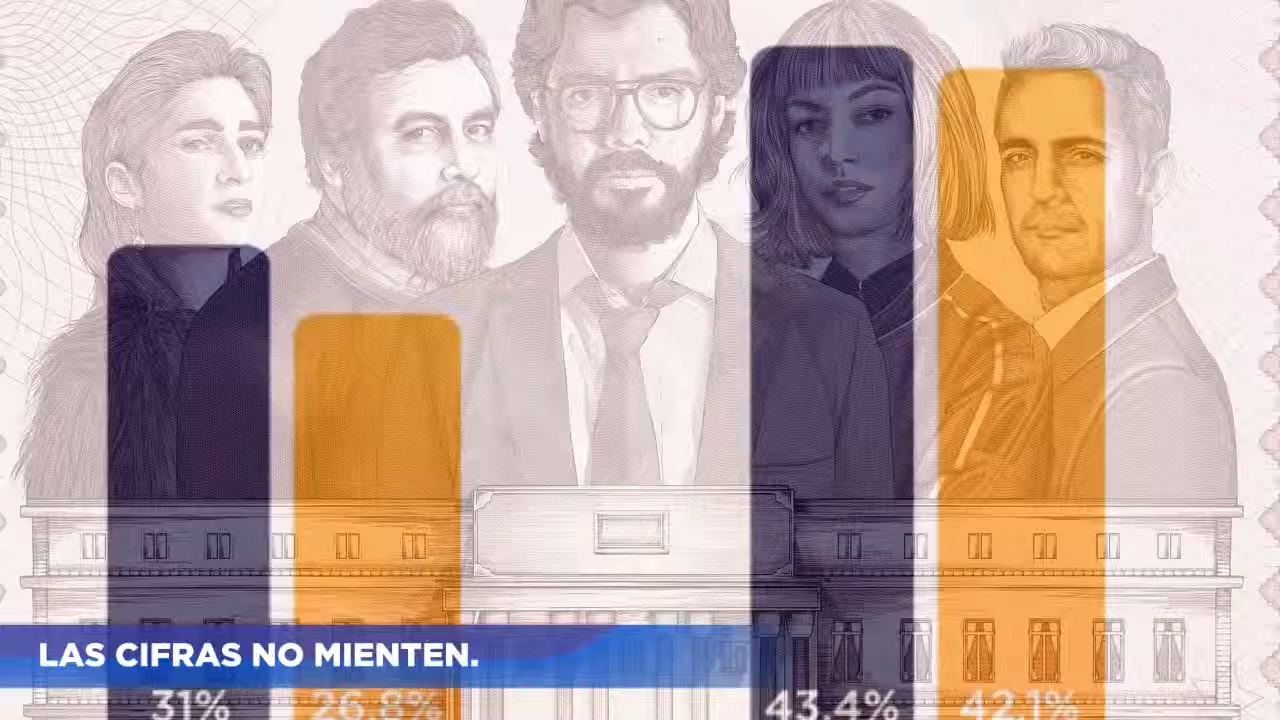 LAS CIFRAS NO MIENTEN.
31% 26.8% 43.4% 42.1%